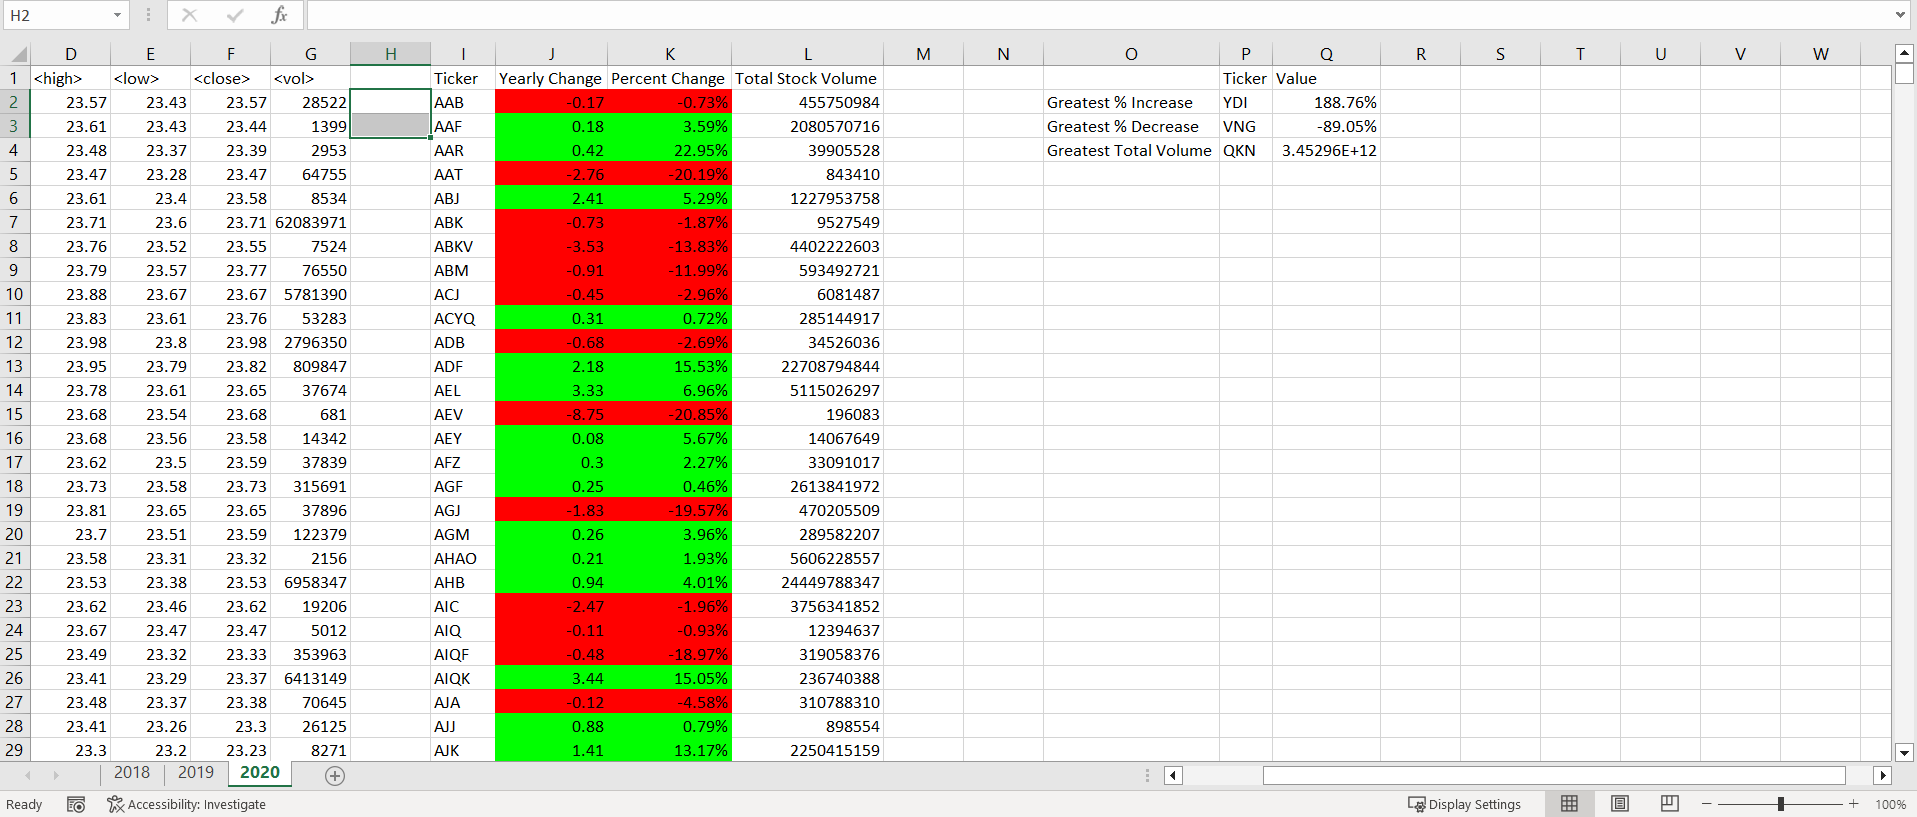 H2
fx
D E F G H I J K L M N O P Q R S T U V W
1 <high> <low> <close> <vol> Ticker Yearly Change Percent Change Total Stock Volume Ticker Value
2 23.57 23.43 23.57 28522 AAB -0.17 -0.73% 455750984 Greatest % Increase YDI 188.76%
3 23.61 23.43 23.44 1399 AAF 0.18 3.59% 2080570716 Greatest % Decrease VNG -89.05%
4 23.48 23.37 23.39 2953 AAR 0.42 22.95% 39905528 Greatest Total Volume QKN 3.45296E+12
5 23.47 23.28 23.47 64755 AAT -2.76 -20.19% 843410
6 23.61 23.4 23.58 8534 ABJ 2.41 5.29% 1227953758
7 23.71 23.6 23.71 62083971 ABK -0.73 -1.87% 9527549
8 23.76 23.52 23.55 7524 ABKV -3.53 -13.83% 4402222603
9 23.79 23.57 23.77 76550 ABM -0.91 -11.99% 593492721
10 23.88 23.67 23.67 5781390 ACJ -0.45 -2.96% 6081487
11 23.83 23.61 23.76 53283 ACYQ 0.31 0.72% 285144917
12 23.98 23.8 23.98 2796350 ADB -0.68 -2.69% 34526036
13 23.95 23.79 23.82 809847 ADF 2.18 15.53% 22708794844
14 23.78 23.61 23.65 37674 AEL 3.33 6.96% 5115026297
15 23.68 23.54 23.68 681 AEV -8.75 -20.85% 196083
16 23.68 23.56 23.58 14342 AEY 0.08 5.67% 14067649
17 23.62 23.5 23.59 37839 AFZ 0.3 2.27% 33091017
18 23.73 23.58 23.73 315691 AGF 0.25 0.46% 2613841972
19 23.81 23.65 23.65 37896 AGJ -1.83 -19.57% 470205509
20 23.7 23.51 23.59 122379 AGM 0.26 3.96% 289582207
21 23.58 23.31 23.32 2156 AHAO 0.21 1.93% 5606228557
22 23.53 23.38 23.53 6958347 AHB 0.94 4.01% 24449788347
23 23.62 23.46 23.62 19206 AIC -2.47 -1.96% 3756341852
24 23.67 23.47 23.47 5012 AIQ -0.11 -0.93% 12394637
25 23.49 23.32 23.33 353963 AIQF -0.48 -18.97% 319058376
26 23.41 23.29 23.37 6413149 AIQK 3.44 15.05% 236740388
27 23.48 23.37 23.38 70645 AJA -0.12 -4.58% 310788310
28 23.41 23.26 23.3 26125 AJJ 0.88 0.79% 898554
29 23.3 23.2 23.23 8271 AJK 1.41 13.17% 2250415159
2018 2019 2020
Ready Accessibility: Investigate Display Settings 100%